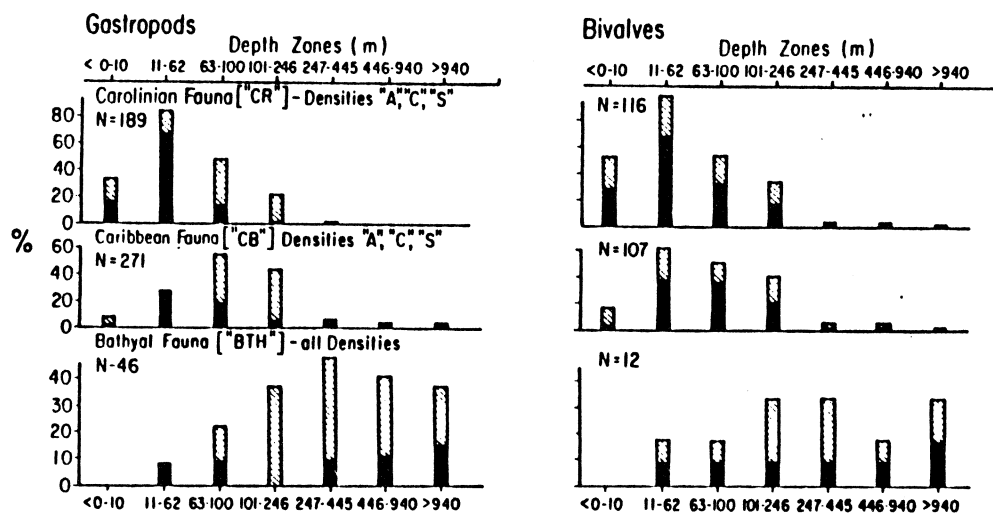 Gastropods
Depth Zones (m)
<0-10 11-62 63-100 101-246 247-445 446-940 >940
Carolinian Fauna ["CR"] - Densities "A", "C", "S"
N=189
80
60
40
20
0
%
Caribbean Fauna ["CB"] Densities "A", "C", "S"
N=271
60
40
20
0
Bathyal Fauna ["BTH"] - all Densities
N-46
40
30
20
10
0
<0-10 11-62 63-100 101-246 247-445 446-940 >940
Bivalves
Depth Zones (m)
<0-10 11-62 63-100 101-246 247-445 446-940 >940
N=116
N=107
N=12
<0-10 11-62 63-100 101-246 247-445 446-940 >940